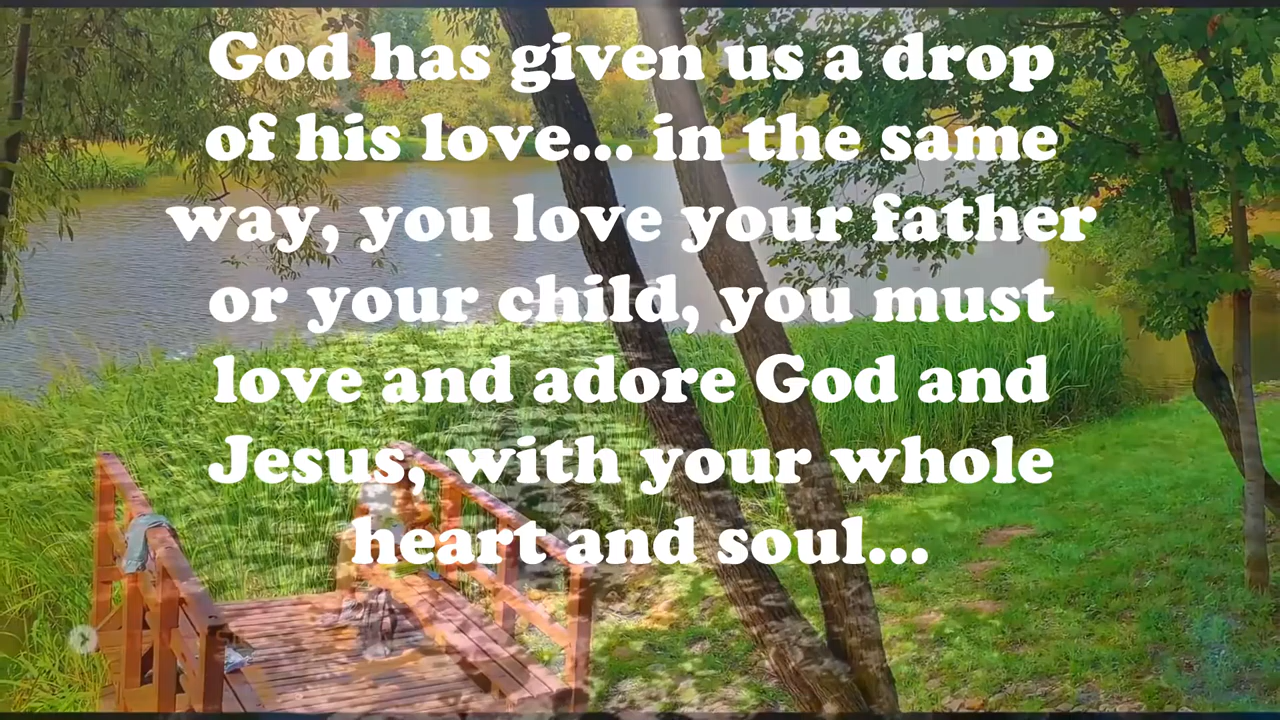 God has given us a drop
of his love... in the same
way, you love your father
or your child, you must
love and adore God and
Jesus, with your whole
heart and soul...